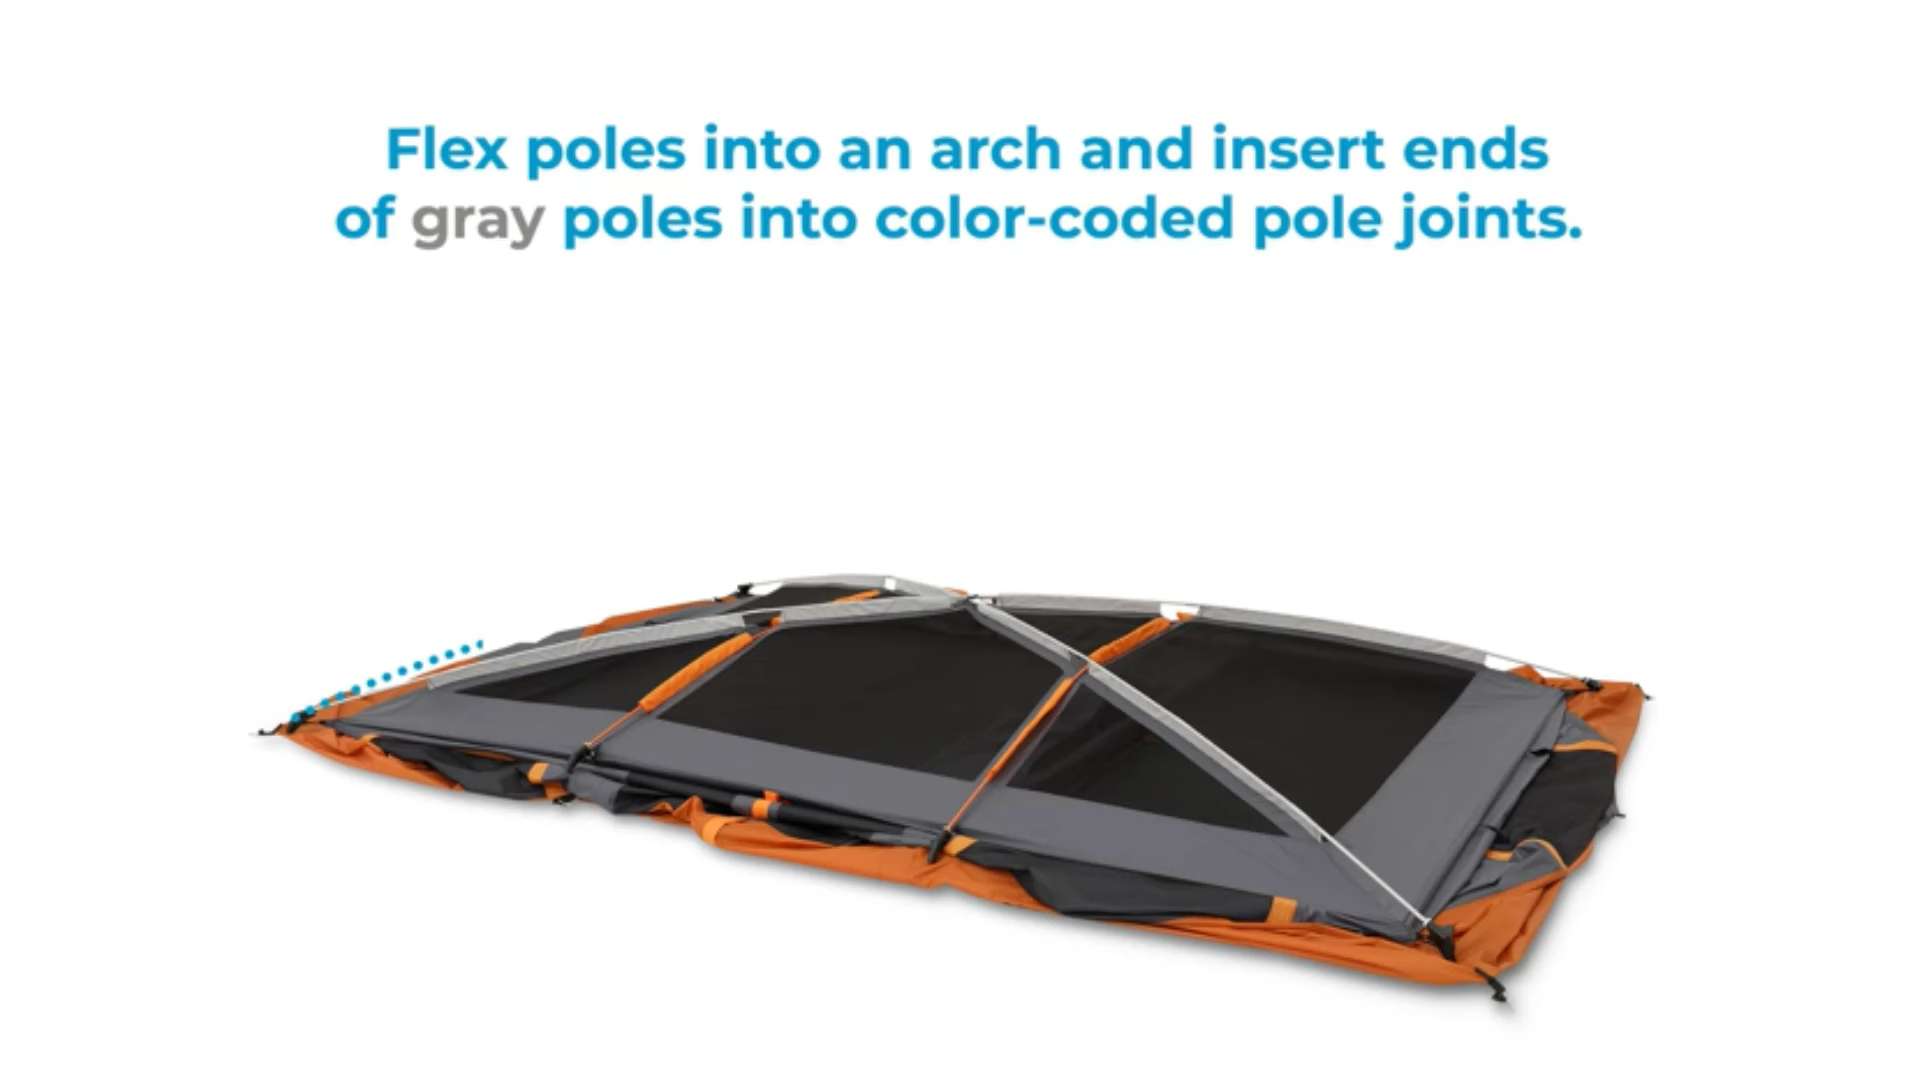 Flex poles into an arch and insert ends
of gray poles into color-coded pole joints.